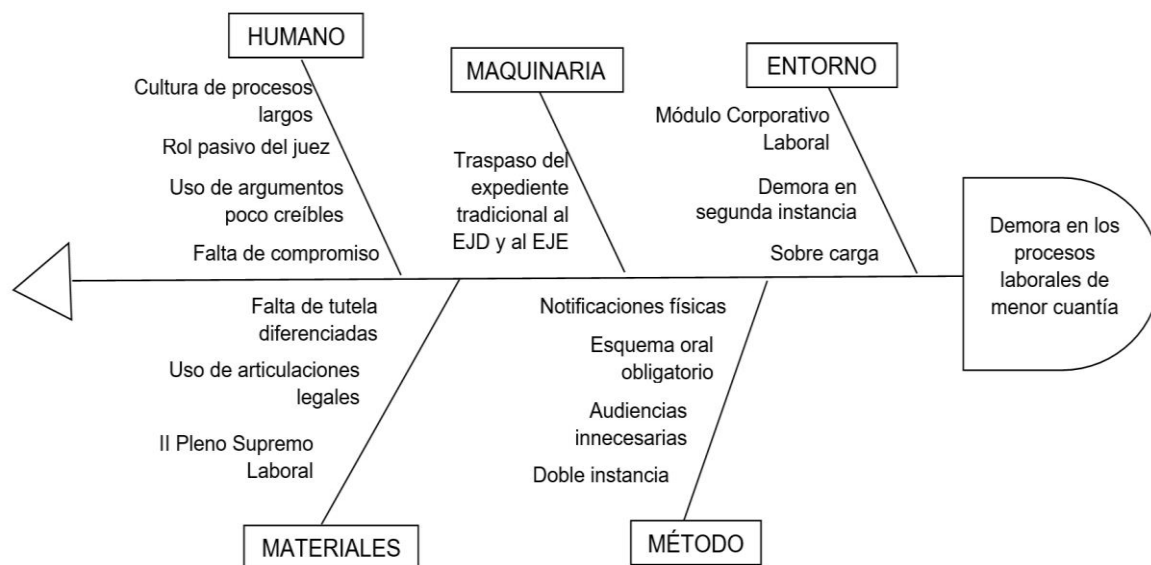 HUMANO
Cultura de procesos
largos
Rol pasivo del juez
Uso de argumentos
poco creíbles
Falta de compromiso
MAQUINARIA
Traspaso del
expediente
tradicional al
EJD y al EJE
ENTORNO
Módulo Corporativo
Laboral
Demora en
segunda instancia
Sobre carga
Demora en los
procesos
laborales de
menor cuantía
Falta de tutela
diferenciadas
Uso de articulaciones
legales
II Pleno Supremo
Laboral
MATERIALES
Notificaciones físicas
Esquema oral
obligatorio
Audiencias
innecesarias
Doble instancia
MÉTODO